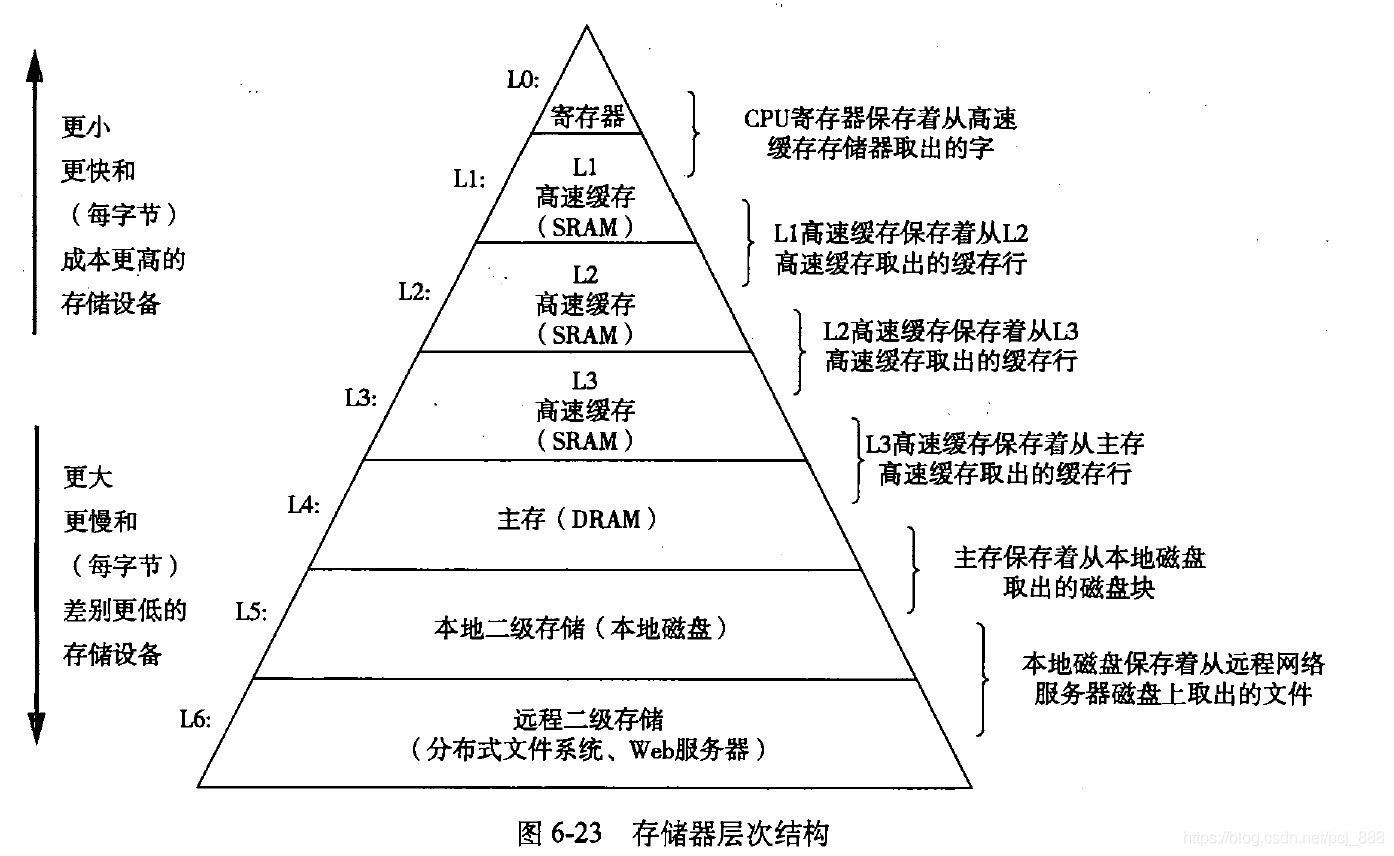 L0:
寄存器
CPU寄存器保存着从高速
缓存存储器取出的字
更小
更快和
（每字节）
成本更高的
存储设备
L1:
L1
高速缓存
（SRAM）
L1高速缓存保存着从L2
高速缓存取出的缓存行
L2:
L2
高速缓存
（SRAM）
L2高速缓存保存着从L3
高速缓存取出的缓存行
L3:
L3
高速缓存
（SRAM）
L3高速缓存保存着从主存
高速缓存取出的缓存行
更大
更慢和
（每字节）
差别更低的
存储设备
L4:
主存（DRAM）
主存保存着从本地磁盘
取出的磁盘块
L5:
本地二级存储（本地磁盘）
本地磁盘保存着从远程网络
服务器磁盘上取出的文件
L6:
远程二级存储
（分布式文件系统、Web服务器）
图 6-23 存储器层次结构
https://blog.csdn.net/pcj_888